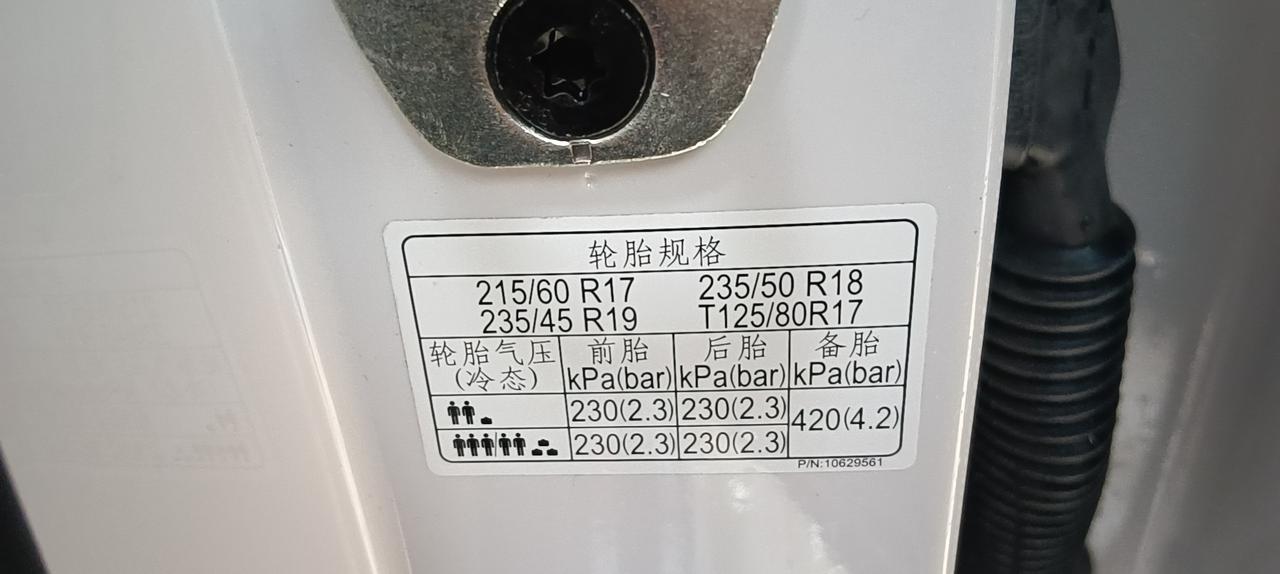 轮胎规格
215/60 R17 235/50 R18
235/45 R19 T125/80R17
轮胎气压 前胎 后胎 备胎
(冷态) kPa(bar) kPa(bar) kPa(bar)
230(2.3) 230(2.3) 420(4.2)
230(2.3) 230(2.3)
P/N:10629561